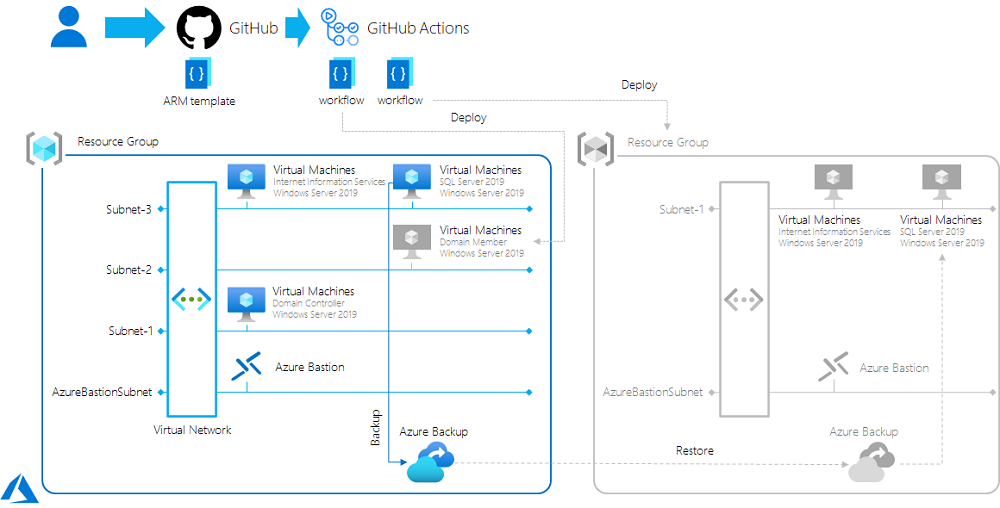 GitHub
GitHub Actions
ARM template
workflow
workflow
Deploy
Deploy
Resource Group
Virtual Machines
Internet Information Services
Windows Server 2019
Virtual Machines
SQL Server 2019
Windows Server 2019
Subnet-3
Virtual Machines
Domain Member
Windows Server 2019
Subnet-2
Virtual Machines
Domain Controller
Windows Server 2019
Subnet-1
Azure Bastion
AzureBastionSubnet
Virtual Network
Backup
Azure Backup
Restore
Resource Group
Subnet-1
Virtual Machines
Internet Information Services
Windows Server 2019
Virtual Machines
SQL Server 2019
Windows Server 2019
Azure Bastion
AzureBastionSubnet
Azure Backup